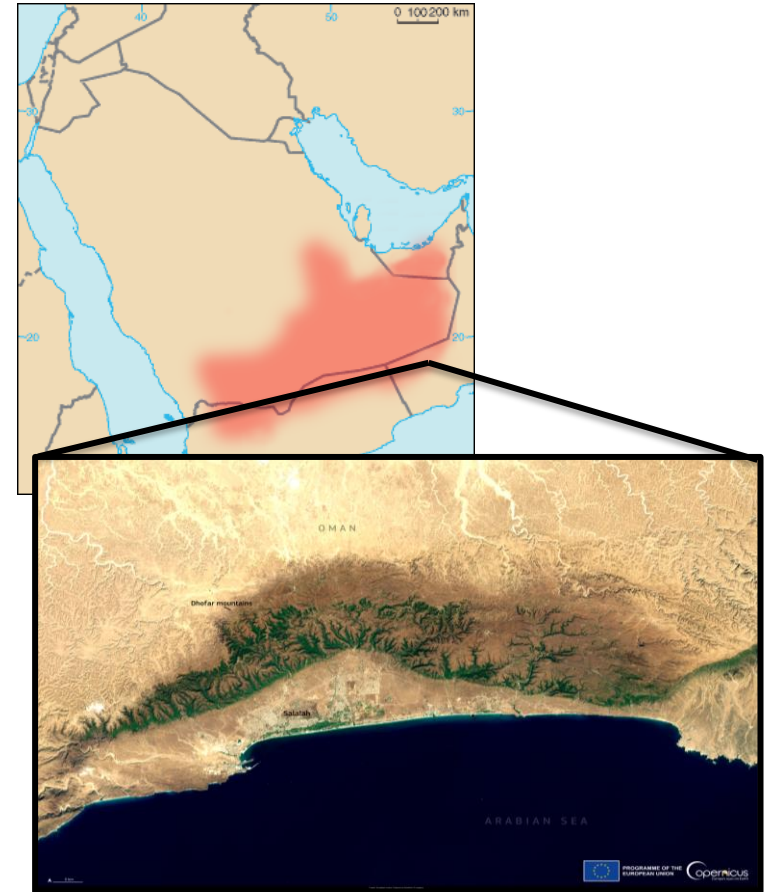 40
50
0 100 200 km
30
30
20
20
OMAN
Dhofar mountains
Salalah
ARABIAN SEA
PROGRAMME OF THE
EUROPEAN UNION
opernicus